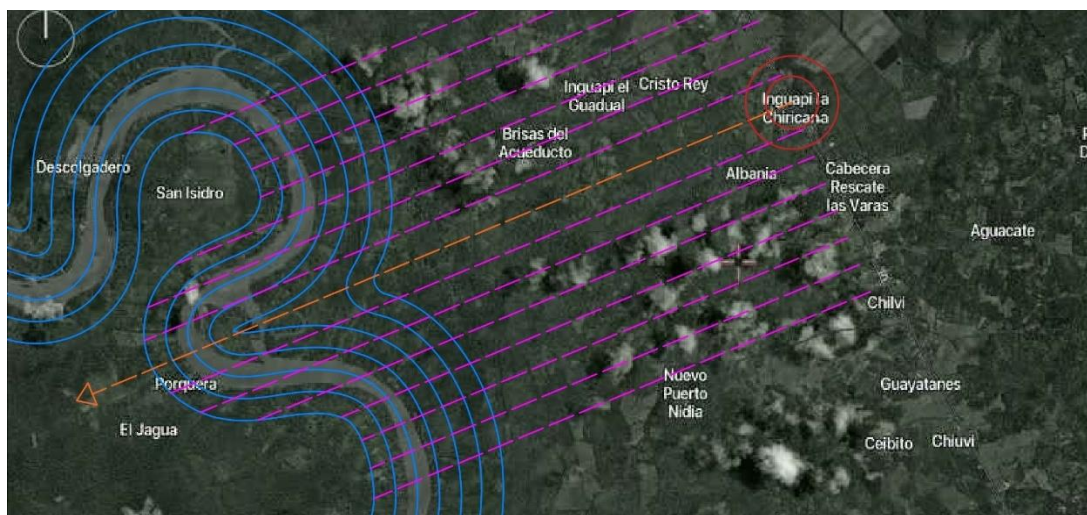 Inguapi el
Guadual
Cristo Rey
Inguapi la
Chiricana
Brisas del
Acueducto
Descolgadero
San Isidro
Albania
Cabecera
Rescate
las Varas
Aguacate
Chilvi
Porquera
El Jagua
Nuevo
Puerto
Nidia
Guayatanes
Ceibito
Chiuvi